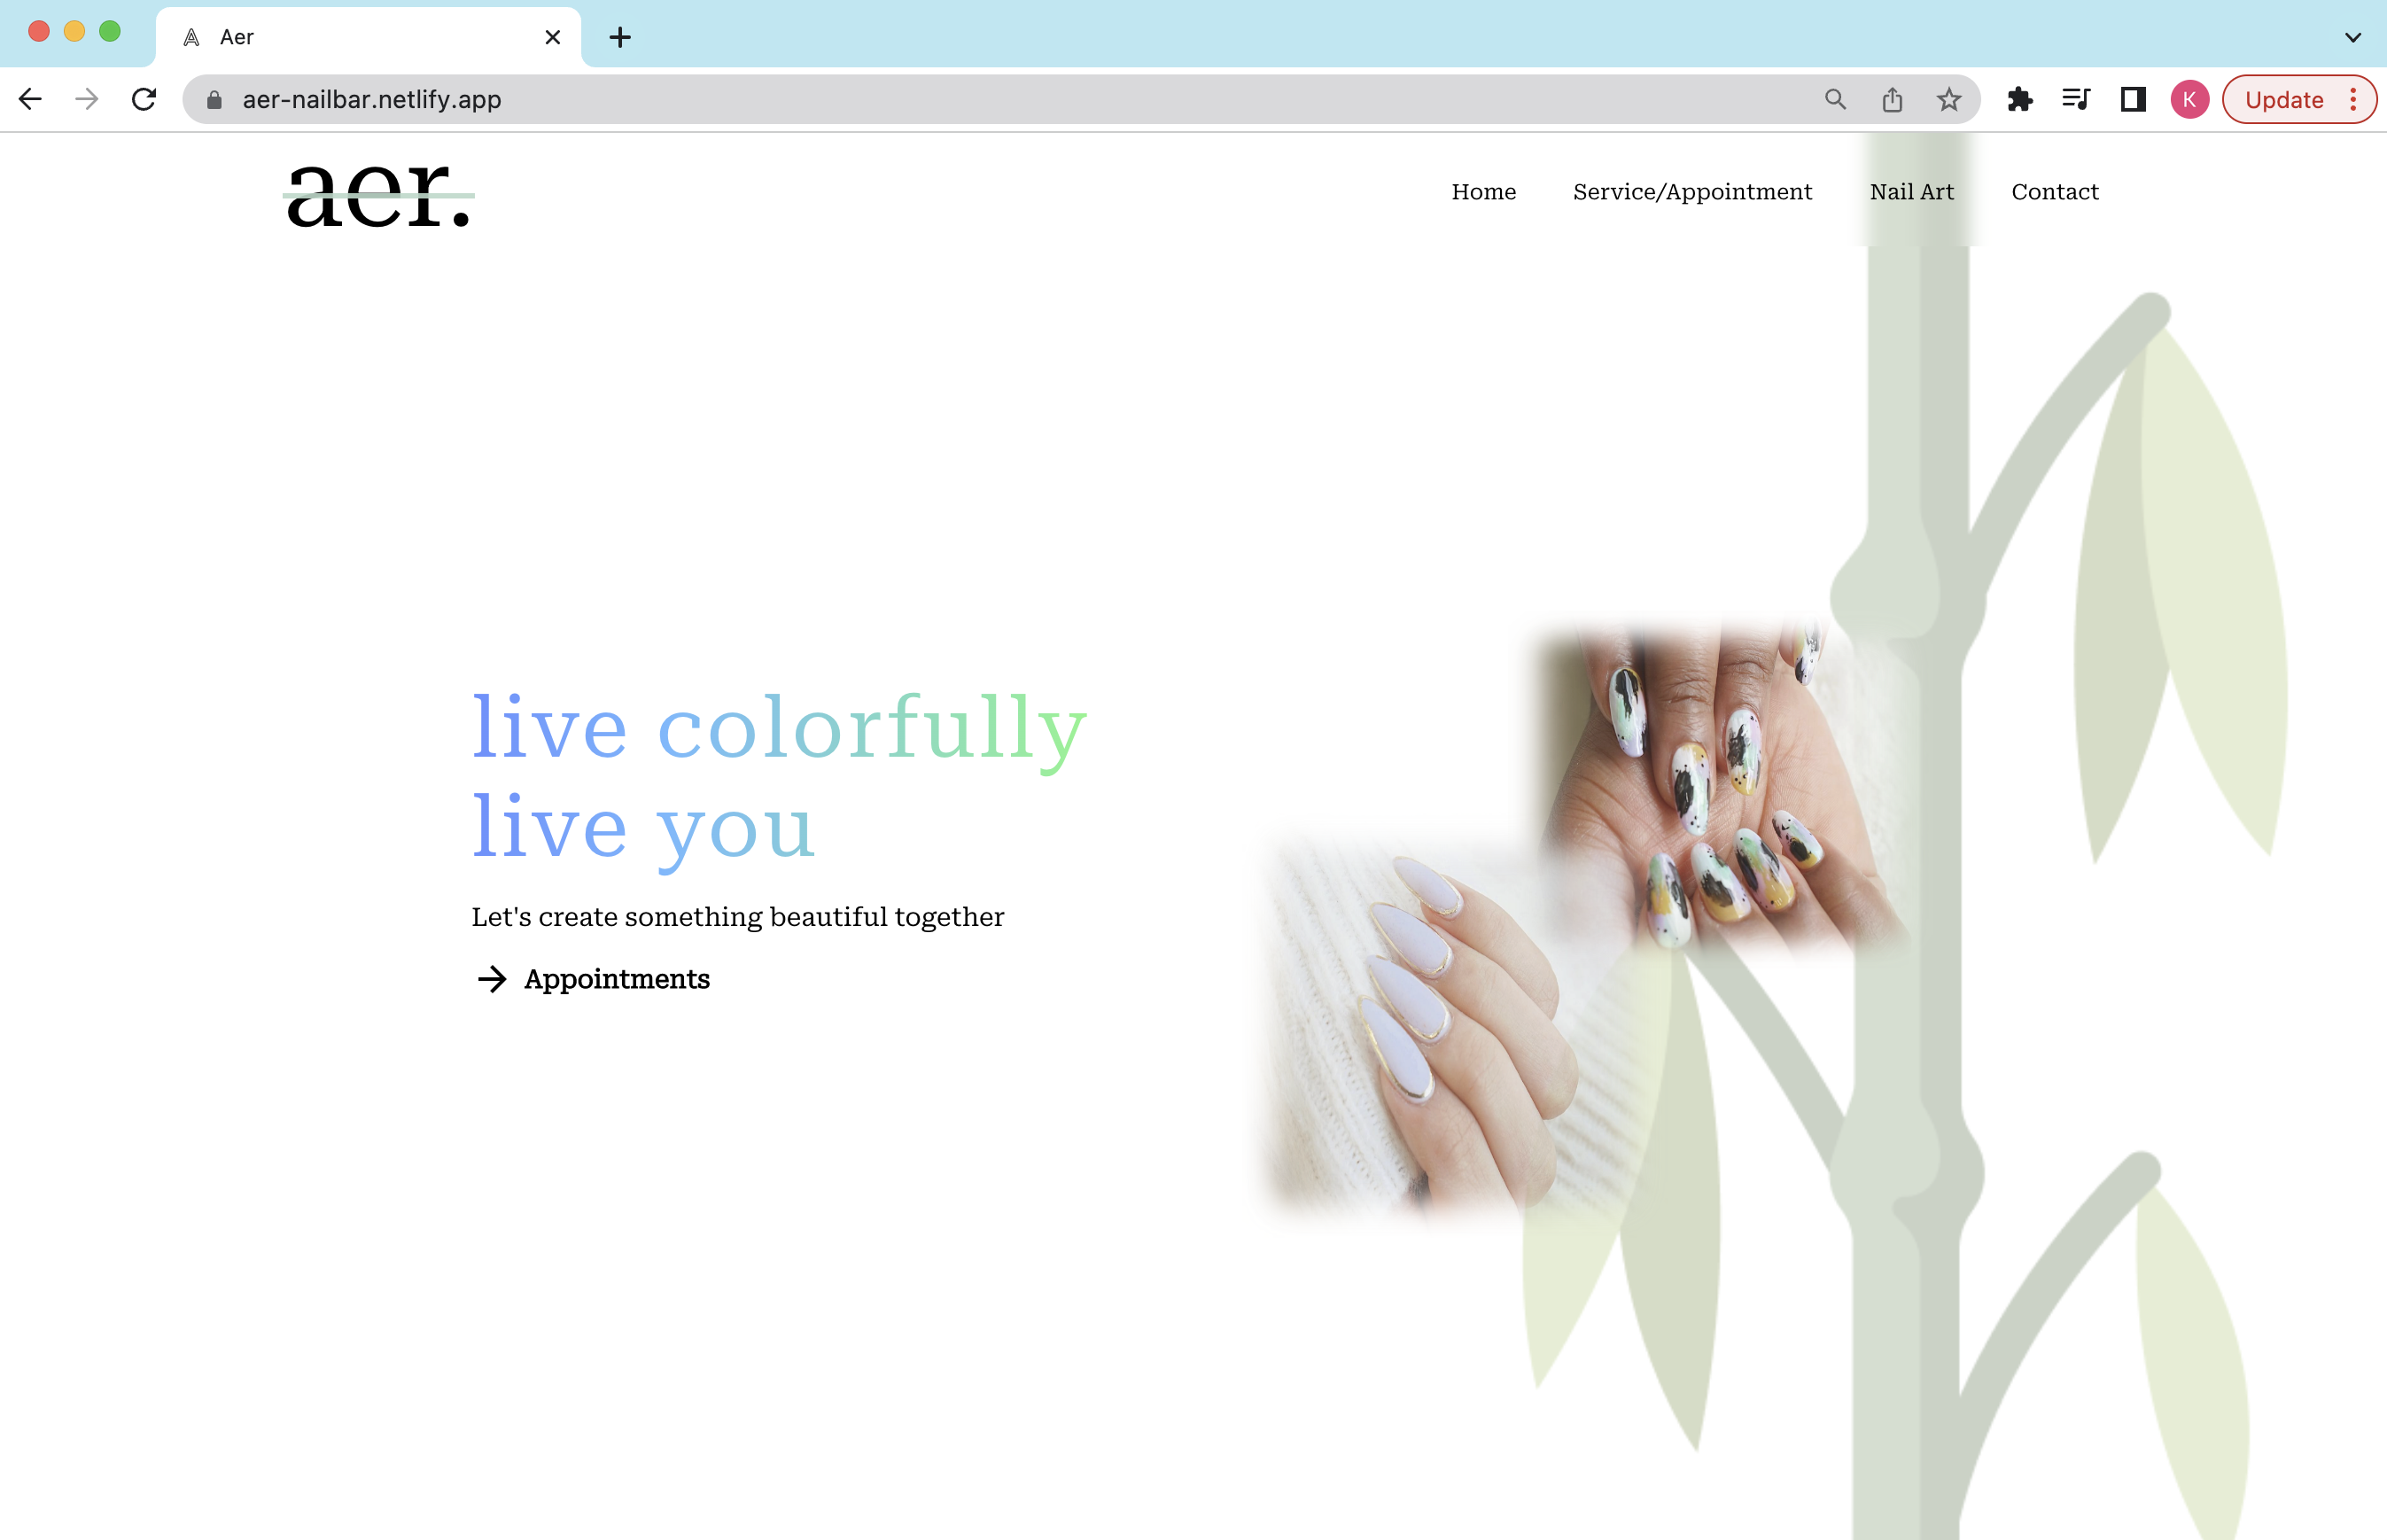 Aer
aer-nailbar.netlify.app
K
Update
aer.
Home
Service/Appointment
Nail Art
Contact
live colorfully
live you
Let's create something beautiful together
Appointments